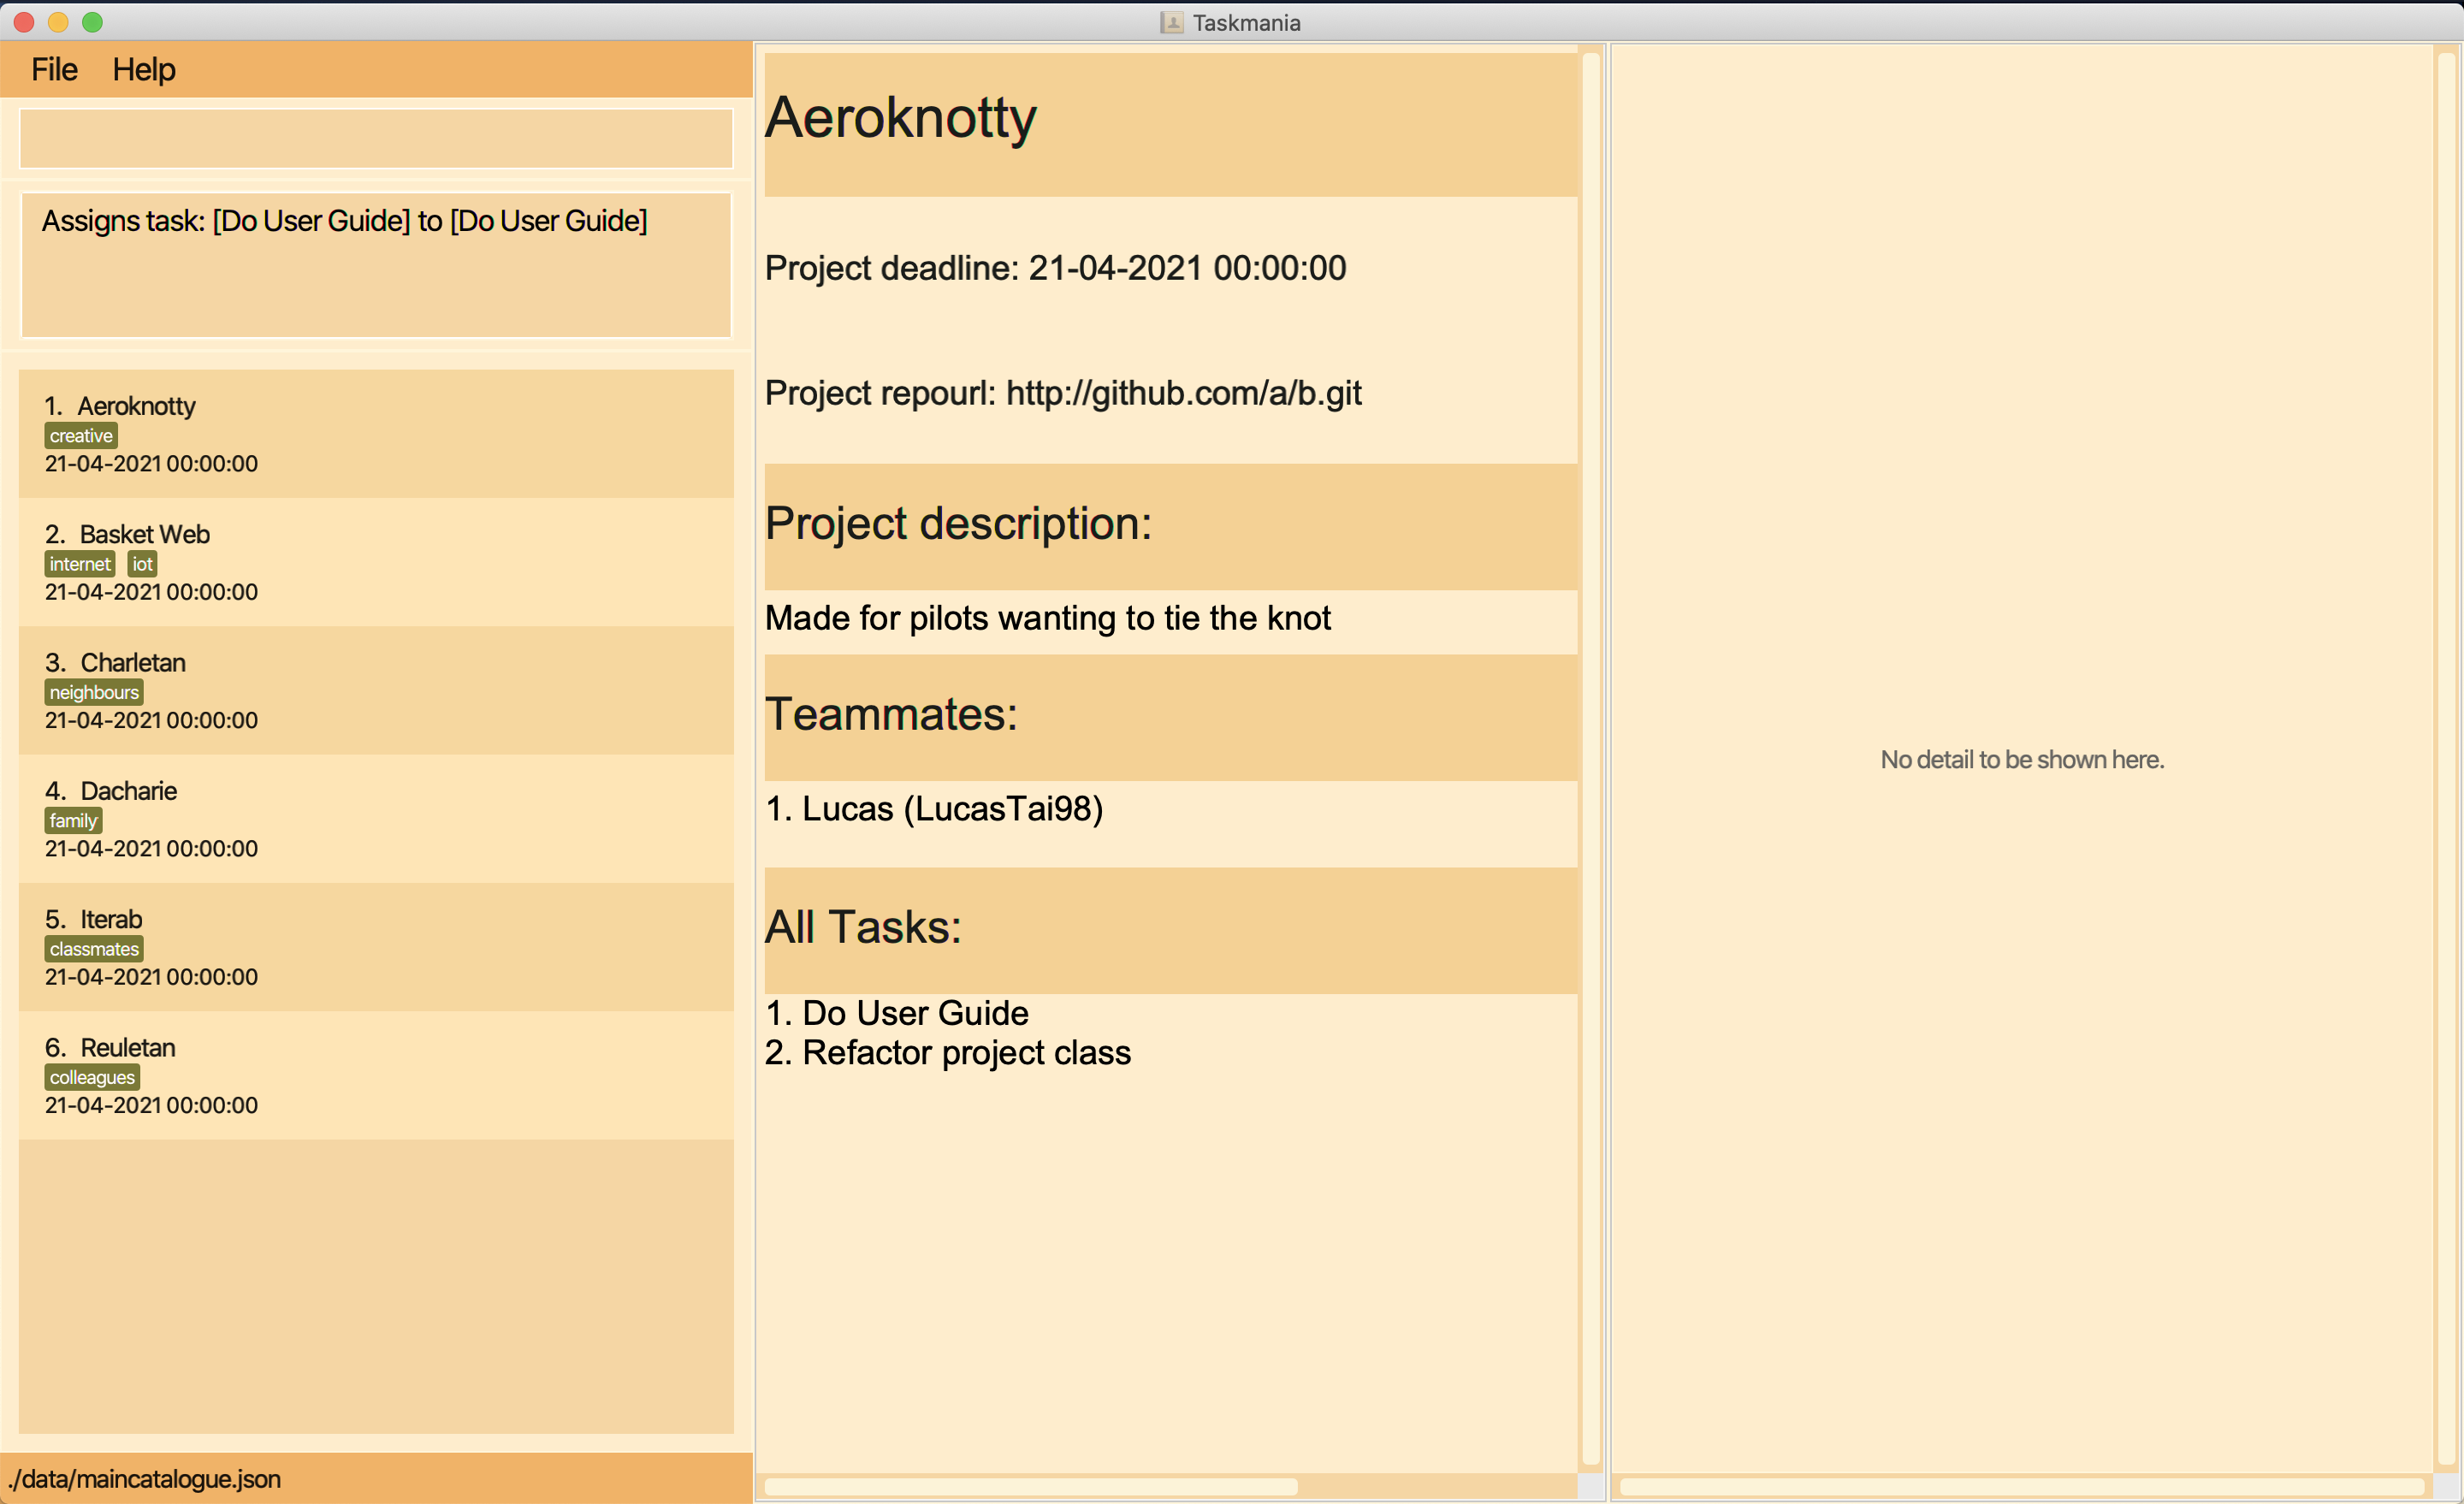 Taskmania
File Help
Assigns task: [Do User Guide] to [Do User Guide]
1. Aeroknotty
creative
21-04-2021 00:00:00
2. Basket Web
internet iot
21-04-2021 00:00:00
3. Charletan
neighbours
21-04-2021 00:00:00
4. Dacharie
family
21-04-2021 00:00:00
5. Iterab
classmates
21-04-2021 00:00:00
6. Reuletan
colleagues
21-04-2021 00:00:00
./data/maincatalogue.json
Aeroknotty
Project deadline: 21-04-2021 00:00:00
Project repourl: http://github.com/a/b.git
Project description:
Made for pilots wanting to tie the knot
Teammates:
1. Lucas (LucasTai98)
All Tasks:
1. Do User Guide
2. Refactor project class
No detail to be shown here.